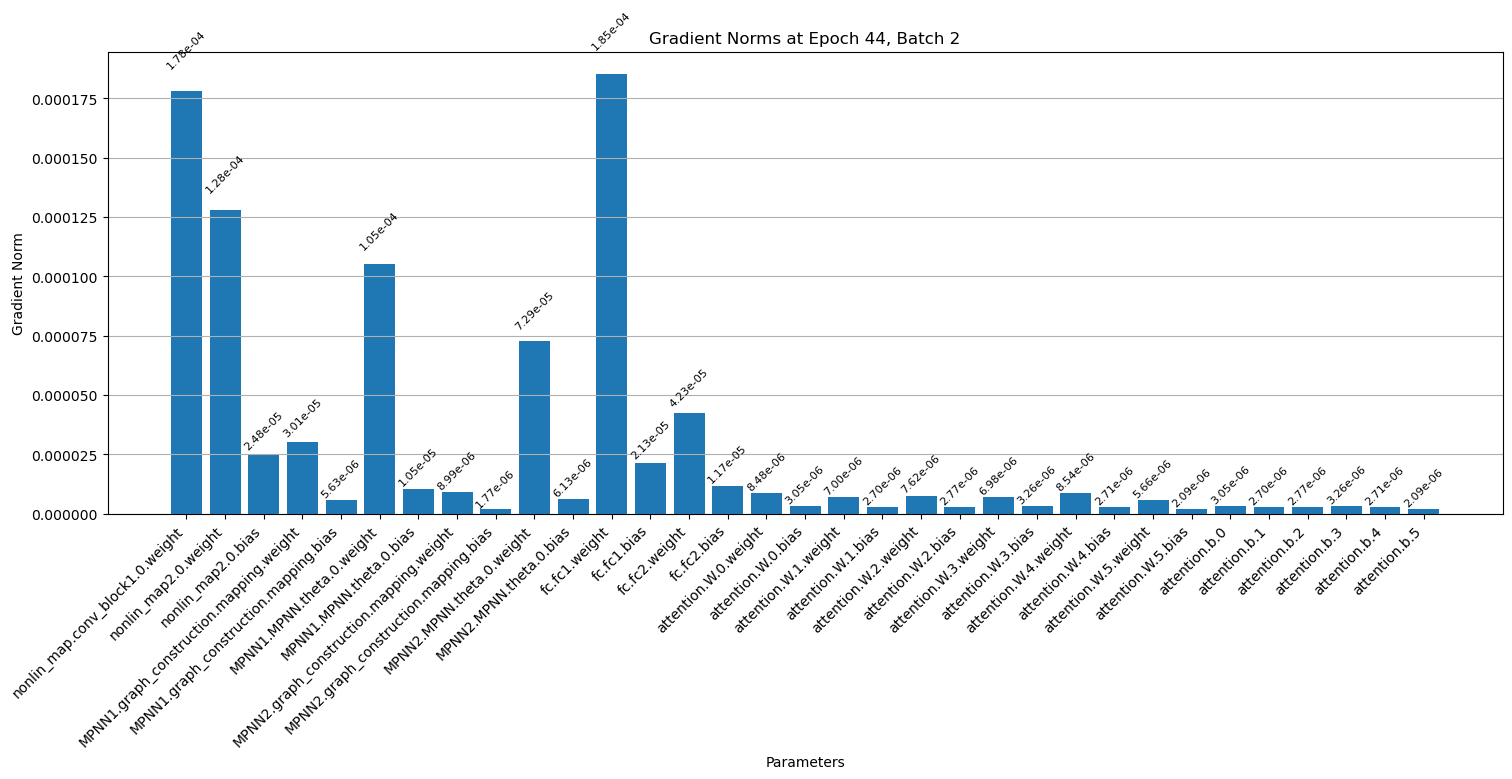 Gradient Norms at Epoch 44, Batch 2
Gradient Norm
0.000175
0.000150
0.000125
0.000100
0.000075
0.000050
0.000025
0.000000
1.78e-04
1.28e-04
2.48e-05
3.01e-05
5.63e-06
1.05e-04
1.05e-05
8.99e-06
1.77e-06
7.29e-05
6.13e-06
1.85e-04
2.13e-05
4.23e-05
1.17e-05
8.48e-06
3.05e-06
7.00e-06
2.70e-06
7.62e-06
2.77e-06
6.98e-06
3.26e-06
8.54e-06
2.71e-06
5.66e-06
2.09e-06
3.05e-06
2.70e-06
2.77e-06
3.26e-06
2.71e-06
2.09e-06
nonlin_map.conv_block1.0.weight
nonlin_map2.0.weight
nonlin_map2.0.bias
MPNN1.graph_construction.mapping.weight
MPNN1.graph_construction.mapping.bias
MPNN1.MPNN.theta.0.weight
MPNN1.MPNN.theta.0.bias
MPNN2.graph_construction.mapping.weight
MPNN2.graph_construction.mapping.bias
MPNN2.MPNN.theta.0.weight
MPNN2.MPNN.theta.0.bias
fc.fc1.weight
fc.fc1.bias
fc.fc2.weight
fc.fc2.bias
attention.W.0.weight
attention.W.0.bias
attention.W.1.weight
attention.W.1.bias
attention.W.2.weight
attention.W.2.bias
attention.W.3.weight
attention.W.3.bias
attention.W.4.weight
attention.W.4.bias
attention.W.5.weight
attention.W.5.bias
attention.b.0
attention.b.1
attention.b.2
attention.b.3
attention.b.4
attention.b.5
Parameters